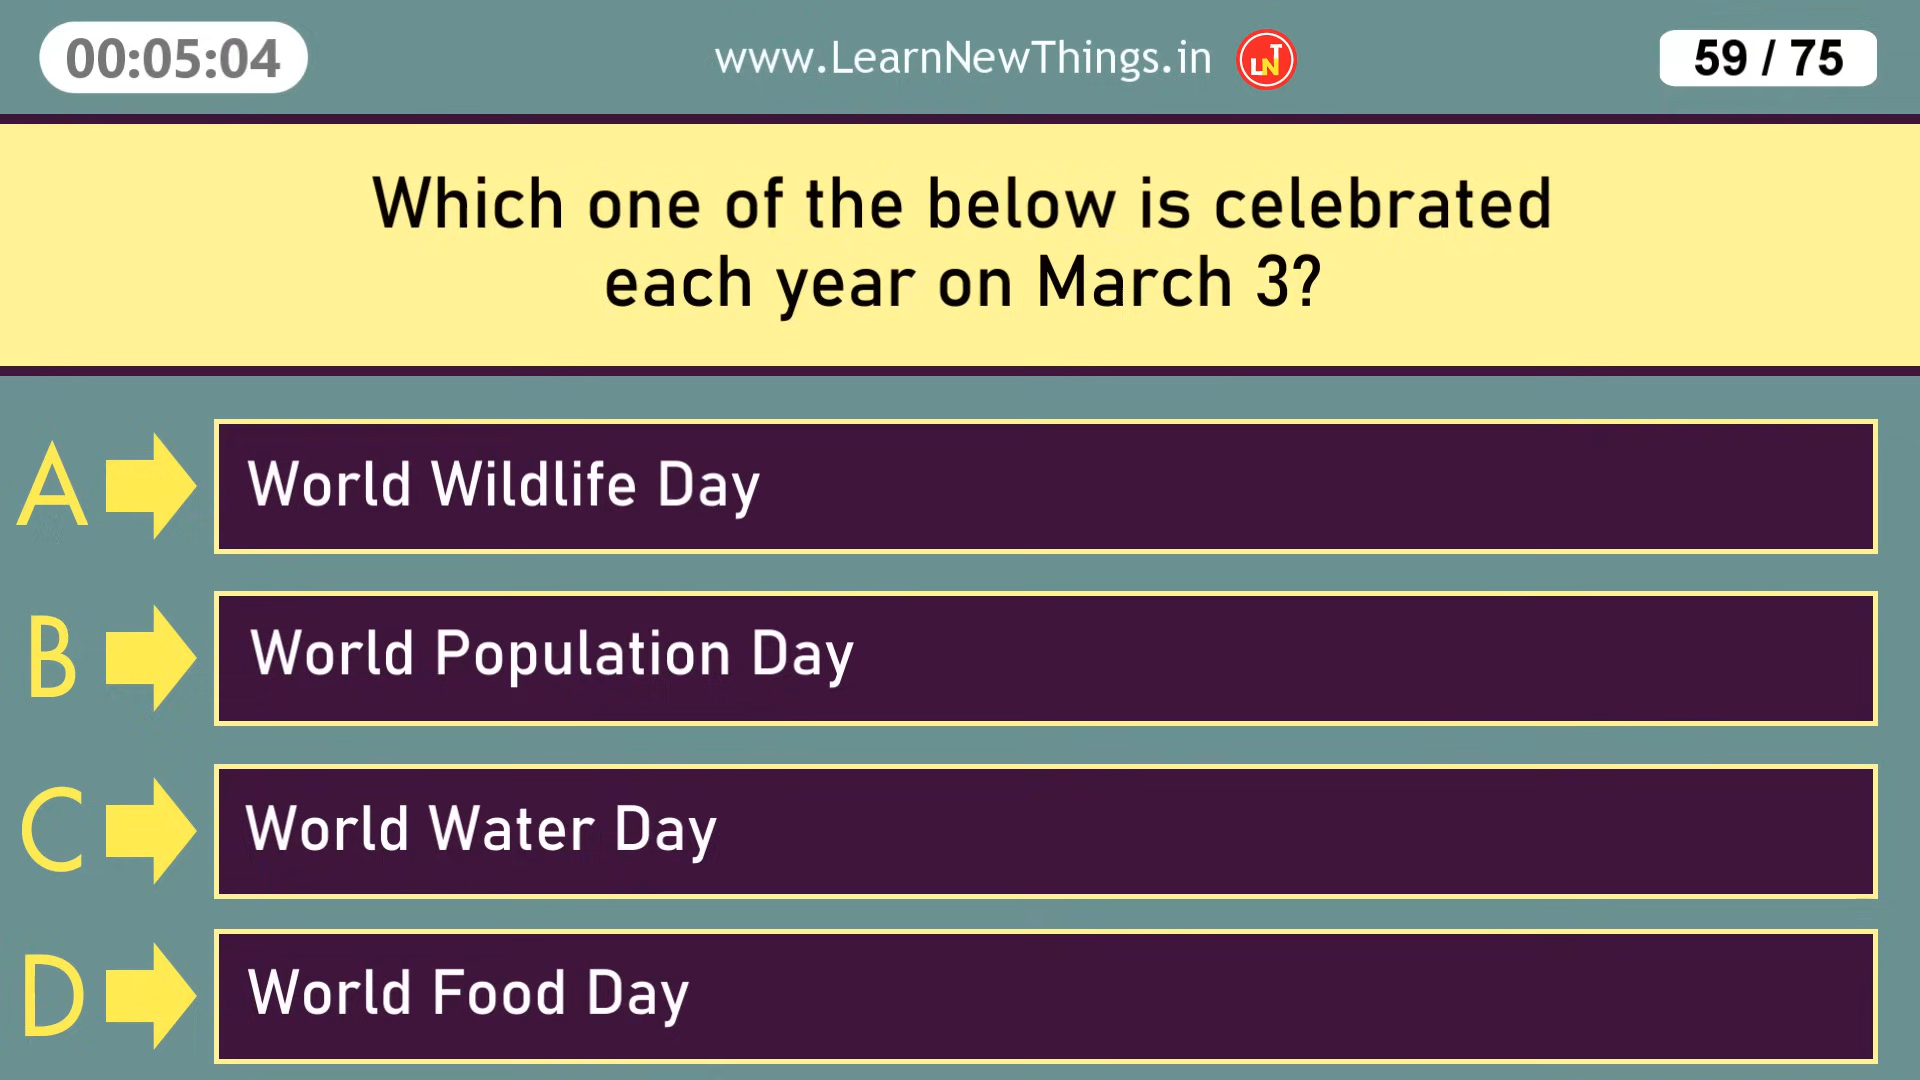 00:05:04
www.LearnNewThings.in
LNT
59 / 75
Which one of the below is celebrated
each year on March 3?
A
World Wildlife Day
B
World Population Day
C
World Water Day
D
World Food Day